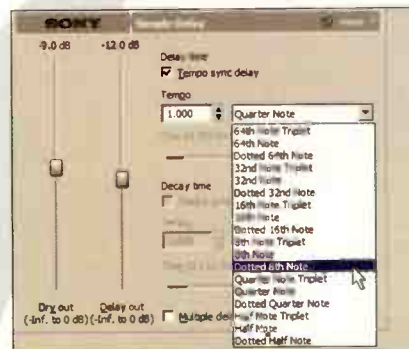 SONY Simple Delay
-9.0 dB -12.0 dB
Delay time
Tempo sync delay
Tempo
1.000 Quarter Note
64th Note Triplet
64th Note
Dotted 64th Note
32nd Note Triplet
32nd Note
Dotted 32nd Note
16th Note Triplet
16th Note
Dotted 16th Note
8th Note Triplet
8th Note
Dotted 8th Note
Quarter Note Triplet
Quarter Note
Dotted Quarter Note
Half Note Triplet
Half Note
Dotted Half Note
Decay time
Dry out Delay out
(-Inf. to 0 dB) (-Inf. to 0 dB)
Multiple